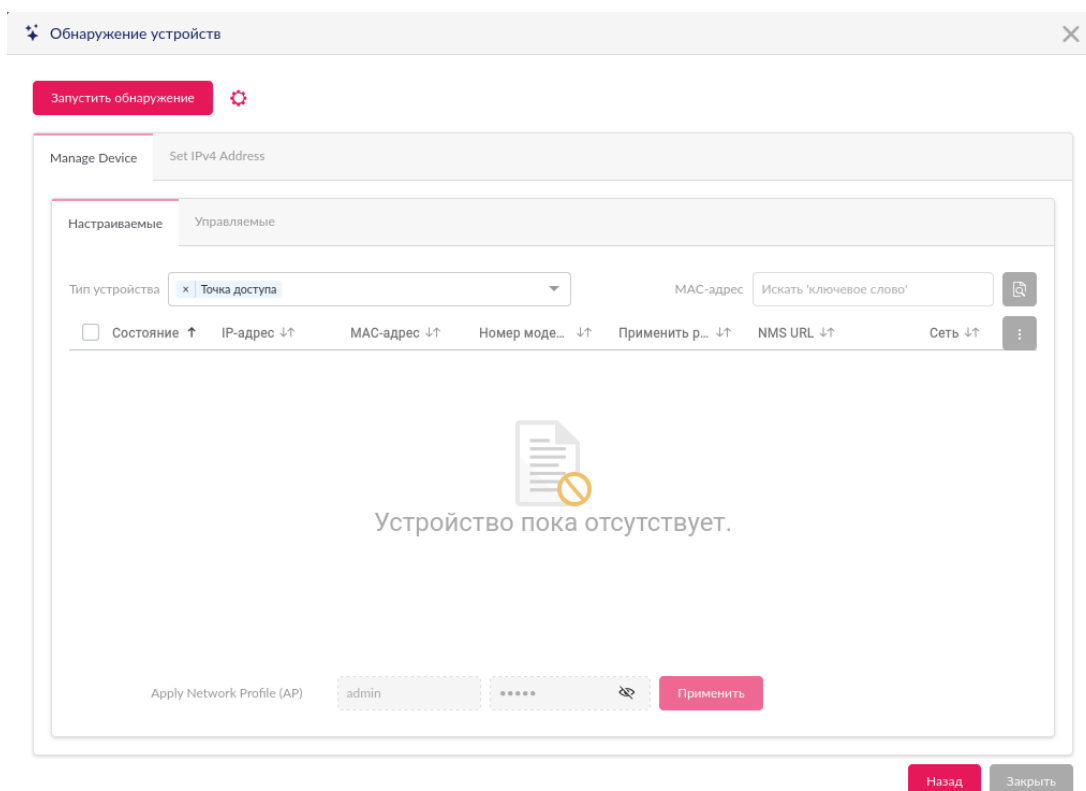 Обнаружение устройств
Запустить обнаружение
Manage Device Set IPv4 Address
Настраиваемые Управляемые
Тип устройства × Точка доступа MAC-адрес Искать 'ключевое слово'
Состояние IP-адрес MAC-адрес Номер моде... Применить р... NMS URL Сеть
Устройство пока отсутствует.
Apply Network Profile (AP) admin ••••• Применить
Назад Закрыть